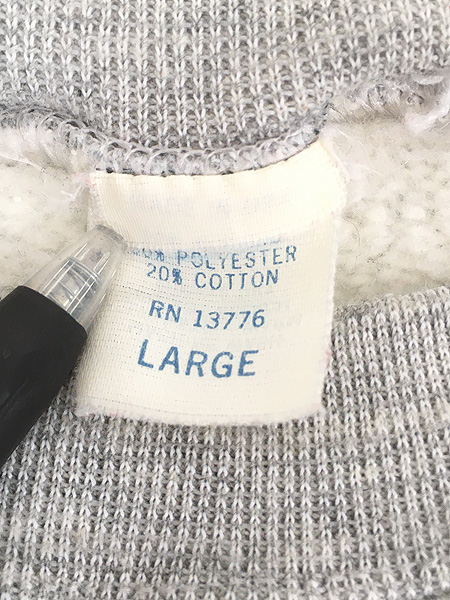 POLYESTER
20% COTTON
RN 13776
LARGE